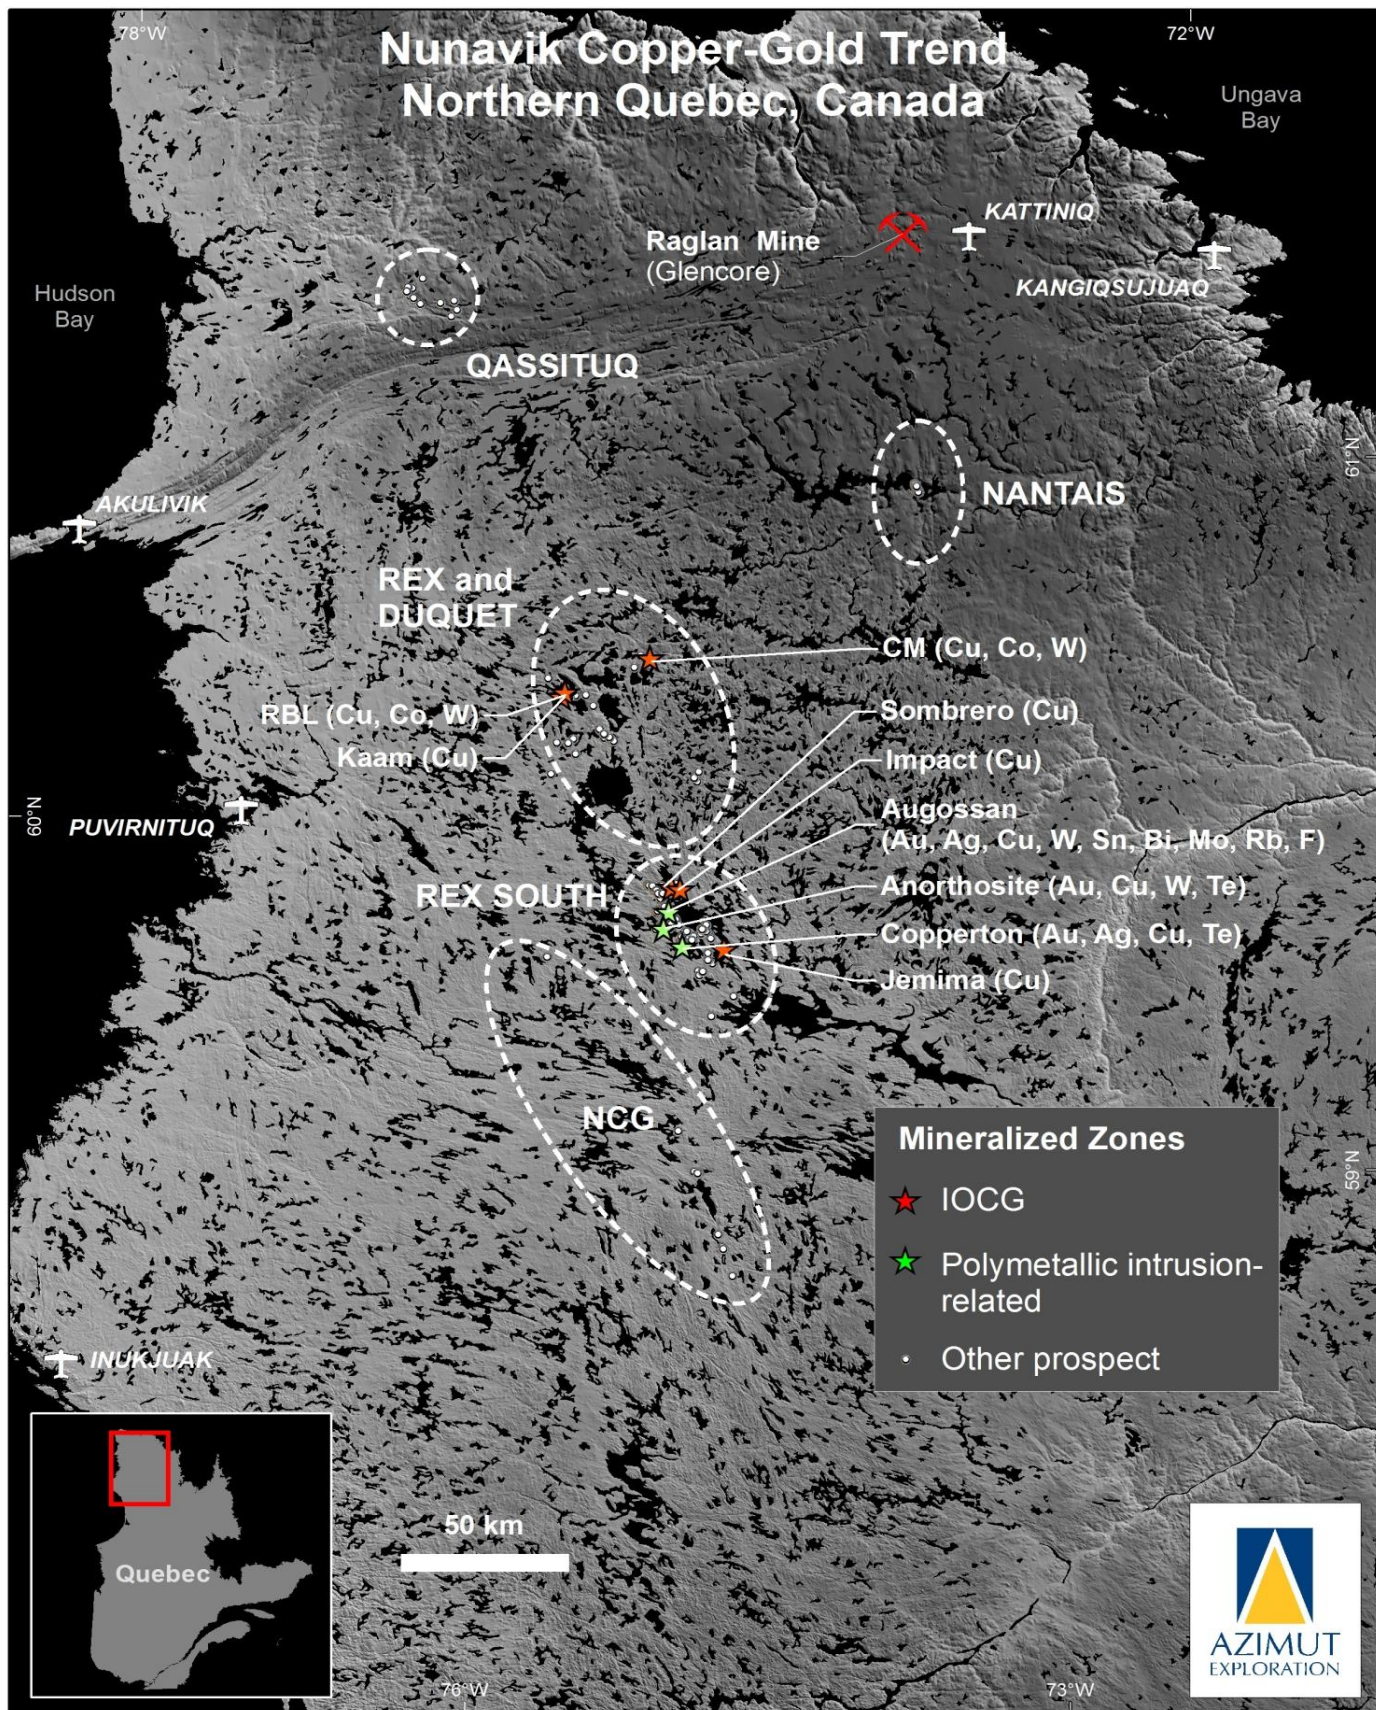 78°W
72°W
Nunavik Copper-Gold Trend
Northern Quebec, Canada
Ungava
Bay
KATTINIQ
Raglan Mine
(Glencore)
KANGIQSUJUAQ
Hudson
Bay
QASSITUQ
61°N
NANTAIS
AKULIVIK
REX and
DUQUET
CM (Cu, Co, W)
RBL (Cu, Co, W)
Sombrero (Cu)
Kaam (Cu)
Impact (Cu)
60°N
PUVIRNITUQ
Augossan
(Au, Ag, Cu, W, Sn, Bi, Mo, Rb, F)
REX SOUTH
Anorthosite (Au, Cu, W, Te)
Copperton (Au, Ag, Cu, Te)
Jemima (Cu)
NCG
Mineralized Zones
IOCG
Polymetallic intrusion-
related
Other prospect
59°N
INUKJUAK
Quebec
50 km
AZIMUT
EXPLORATION
76°W
73°W